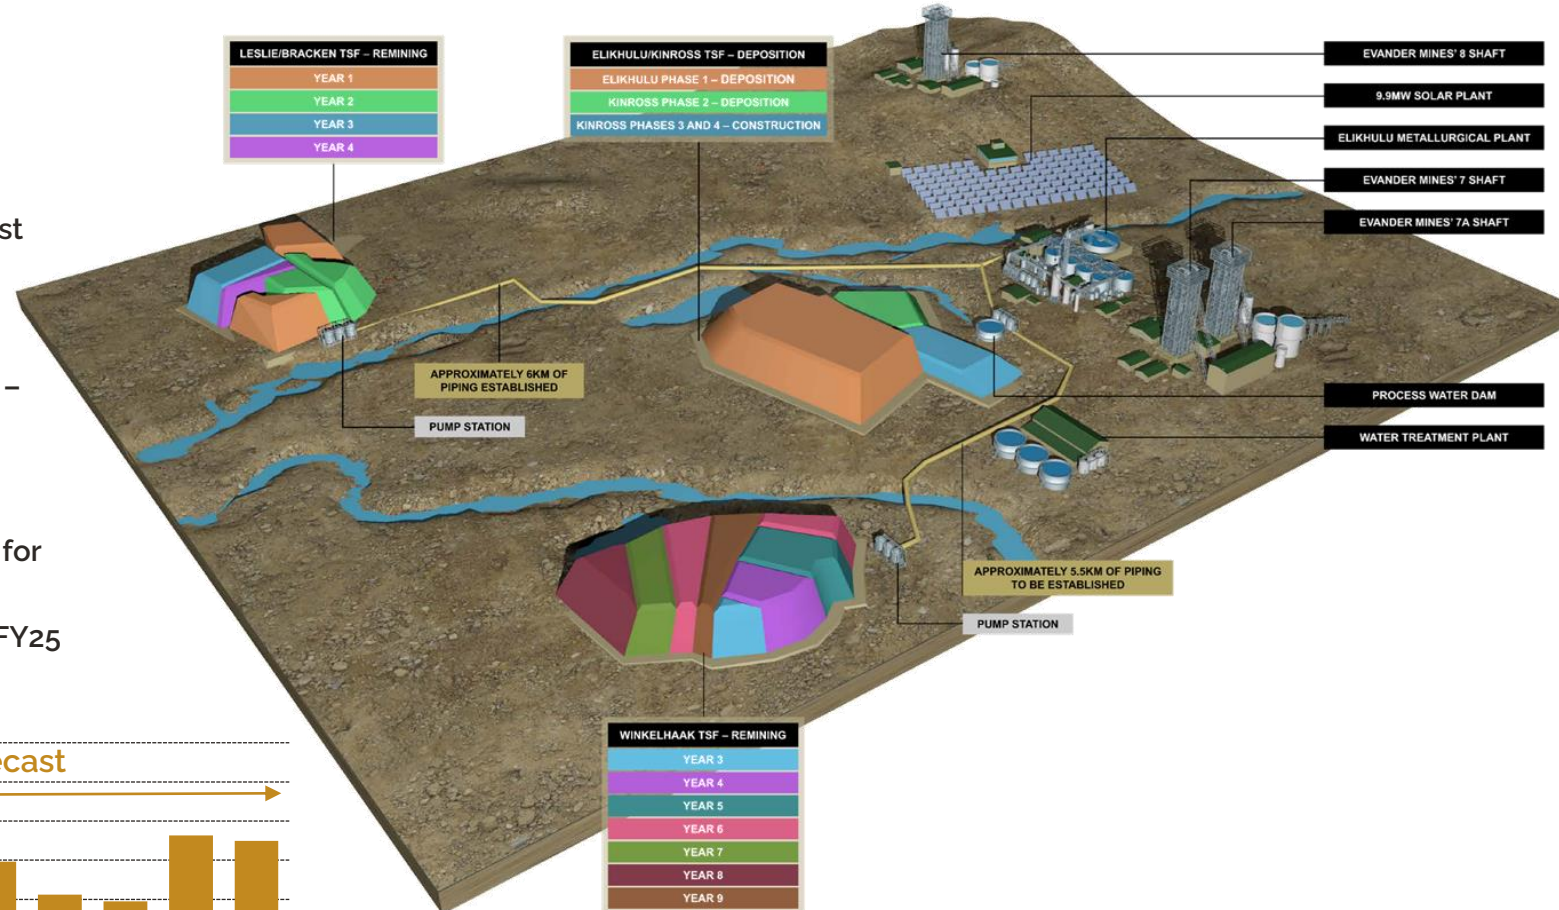 st
–
for
FY25
ecast
LESLIE/BRACKEN TSF – REMINING
YEAR 1
YEAR 2
YEAR 3
YEAR 4
ELIKHULU/KINROSS TSF – DEPOSITION
ELIKHULU PHASE 1 – DEPOSITION
KINROSS PHASE 2 – DEPOSITION
KINROSS PHASES 3 AND 4 – CONSTRUCTION
EVANDER MINES' 8 SHAFT
9.9MW SOLAR PLANT
ELIKHULU METALLURGICAL PLANT
EVANDER MINES' 7 SHAFT
EVANDER MINES' 7A SHAFT
APPROXIMATELY 6KM OF
PIPING ESTABLISHED
PUMP STATION
PROCESS WATER DAM
WATER TREATMENT PLANT
APPROXIMATELY 5.5KM OF PIPING
TO BE ESTABLISHED
PUMP STATION
WINKELHAAK TSF – REMINING
YEAR 3
YEAR 4
YEAR 5
YEAR 6
YEAR 7
YEAR 8
YEAR 9